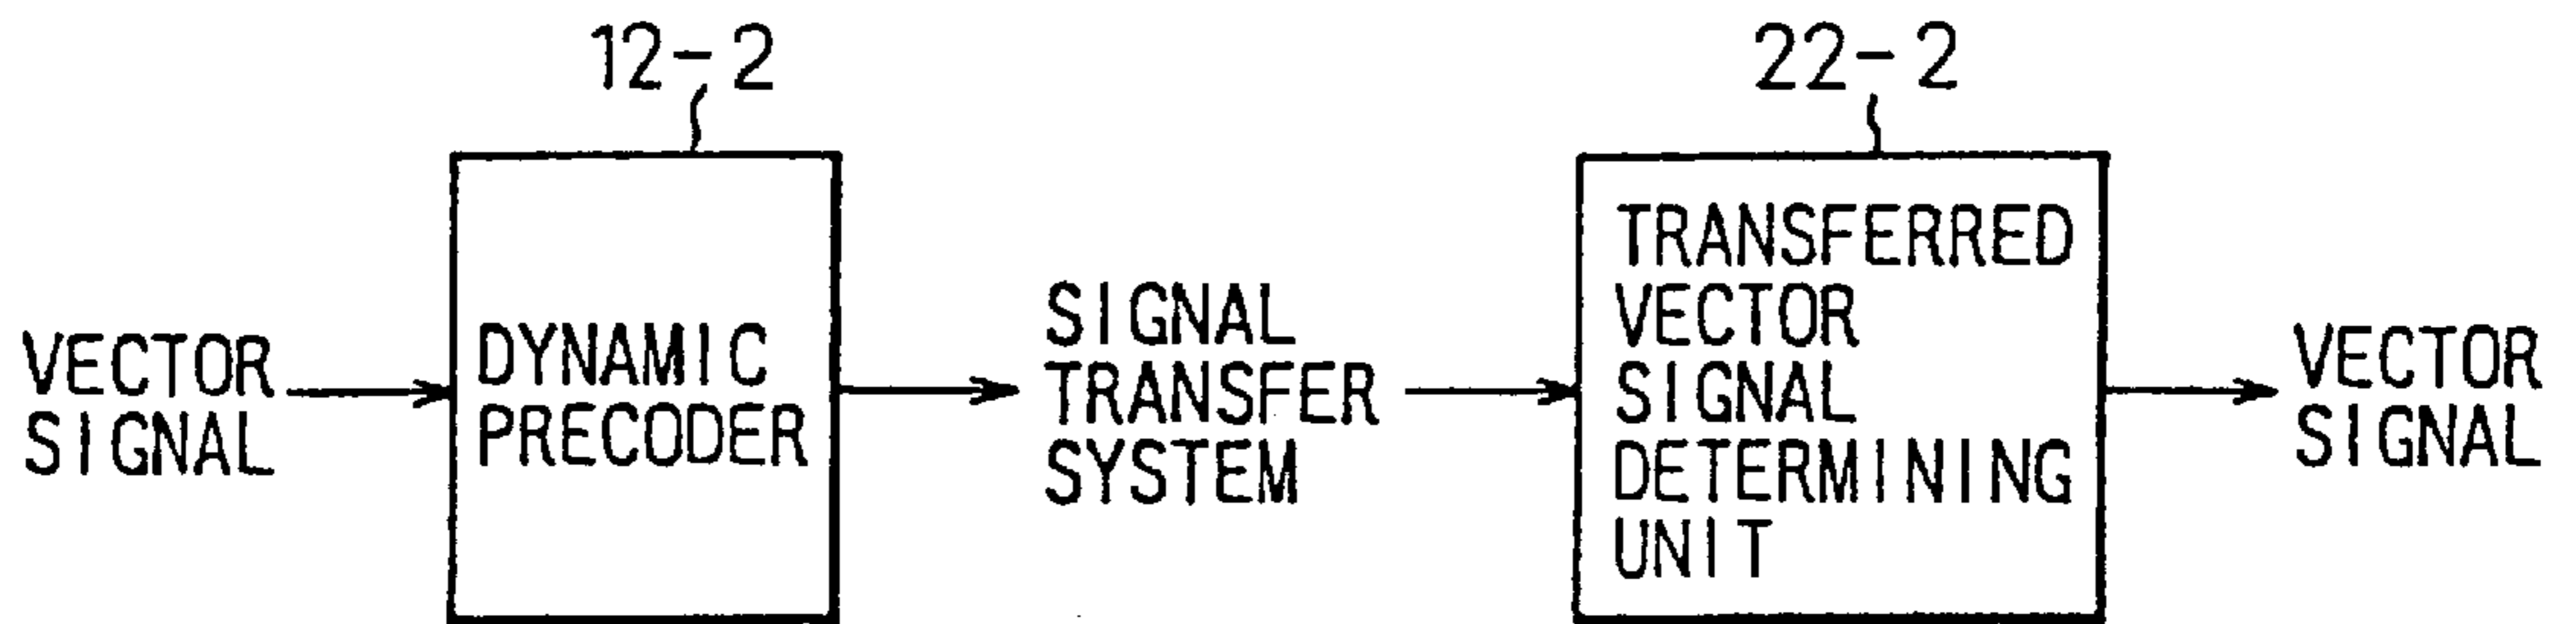 12-2
22-2
VECTOR
SIGNAL
DYNAMIC
PRECODER
SIGNAL
TRANSFER
SYSTEM
TRANSFERRED
VECTOR
SIGNAL
DETERMINING
UNIT
VECTOR
SIGNAL